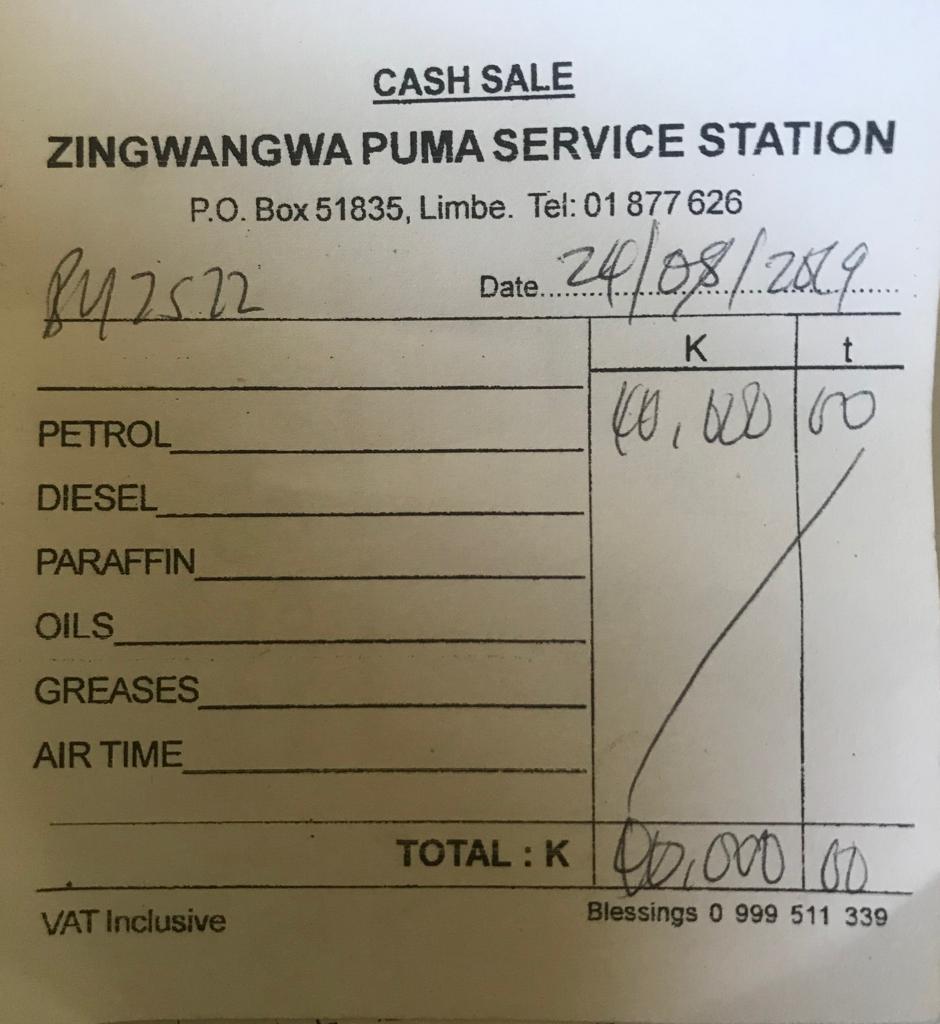 CASH SALE
ZINGWANGWA PUMA SERVICE STATION
P.O. Box 51835, Limbe. Tel: 01 877 626
Date 24/08/2019
K t
PETROL 40,000 00
DIESEL
PARAFFIN
OILS
GREASES
AIR TIME
TOTAL : K 40,000 00
VAT Inclusive
Blessings 0 999 511 339